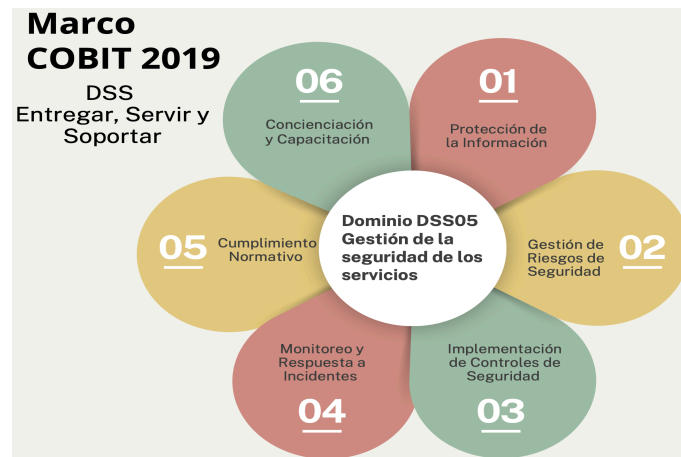 Marco
COBIT 2019
DSS
Entregar, Servir y
Soportar
01
Protección de
la Información
02
Gestión de
Riesgos de
Seguridad
03
Implementación
de Controles de
Seguridad
04
Monitoreo y
Respuesta a
Incidentes
05
Cumplimiento
Normativo
06
Concienciación
y Capacitación
Dominio DSS05
Gestión de la
seguridad de los
servicios